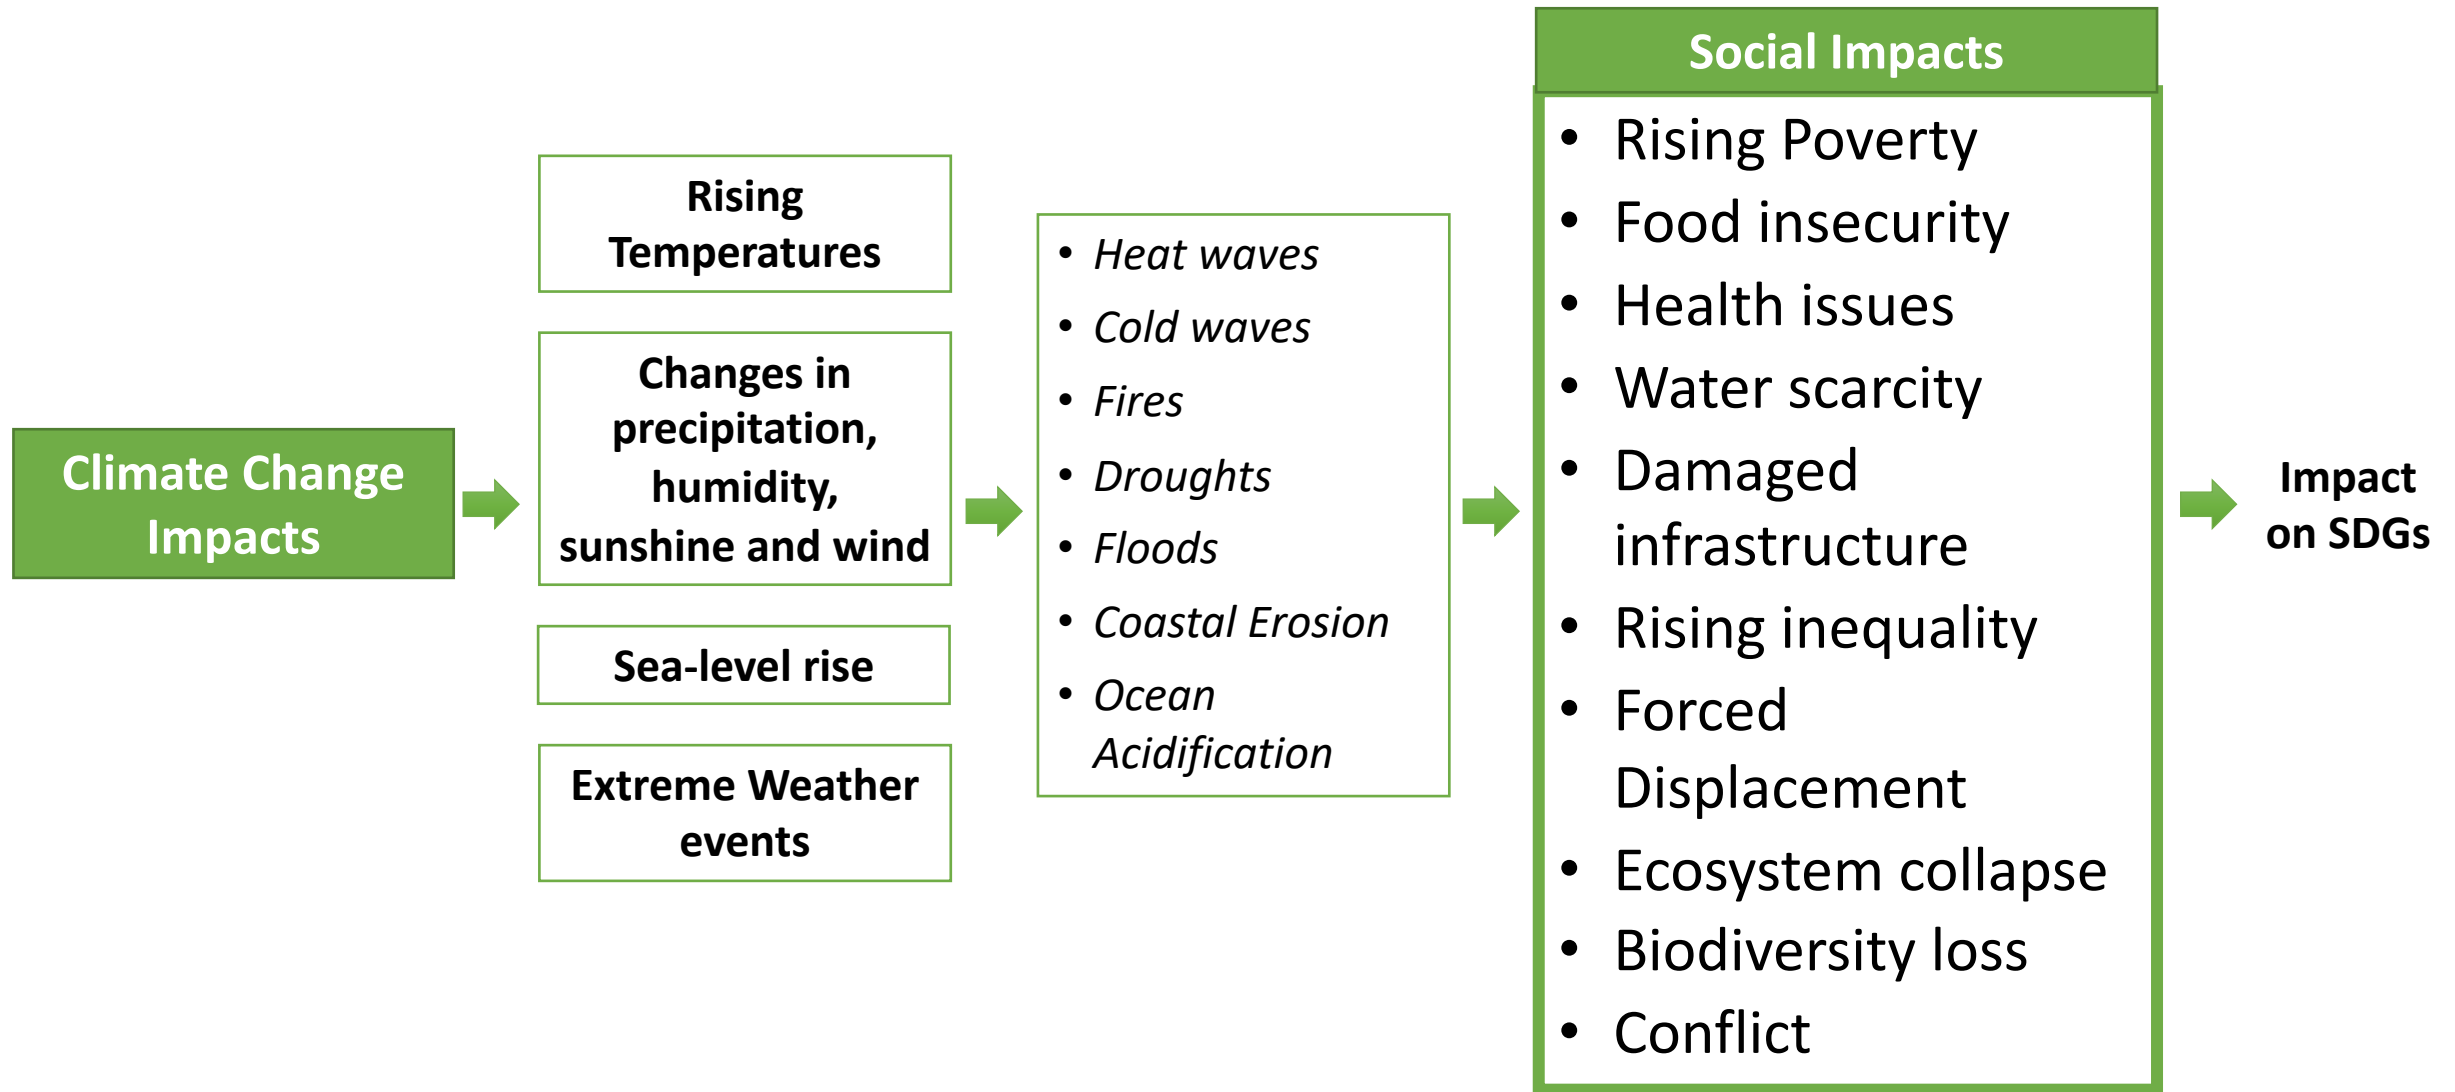 Climate Change
Impacts
Rising
Temperatures
Changes in
precipitation,
humidity,
sunshine and wind
Sea-level rise
Extreme Weather
events
• Heat waves
• Cold waves
• Fires
• Droughts
• Floods
• Coastal Erosion
• Ocean
Acidification
Social Impacts
• Rising Poverty
• Food insecurity
• Health issues
• Water scarcity
• Damaged
infrastructure
• Rising inequality
• Forced
Displacement
• Ecosystem collapse
• Biodiversity loss
• Conflict
Impact
on SDGs